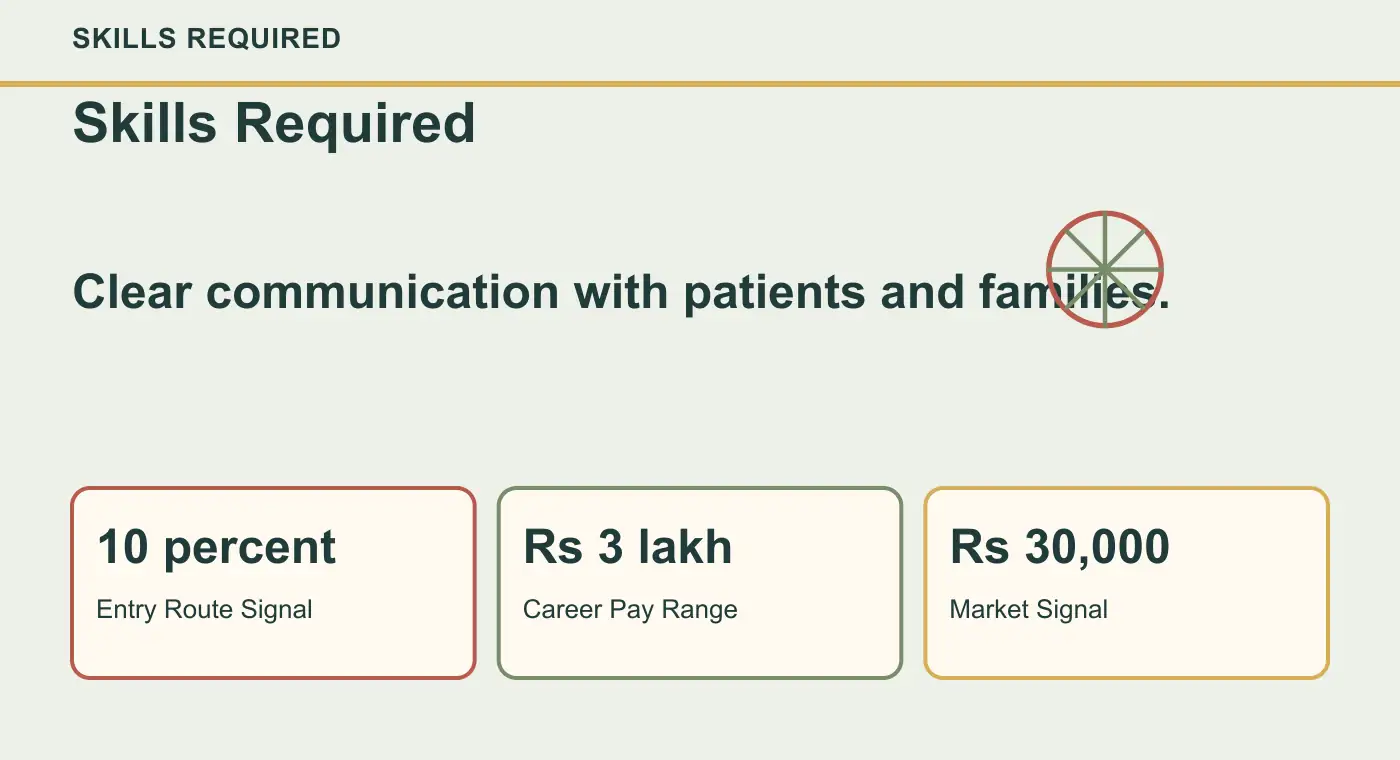 SKILLS REQUIRED
Skills Required
Clear communication with patients and families.
10 percent
Entry Route Signal
Rs 3 lakh
Career Pay Range
Rs 30,000
Market Signal